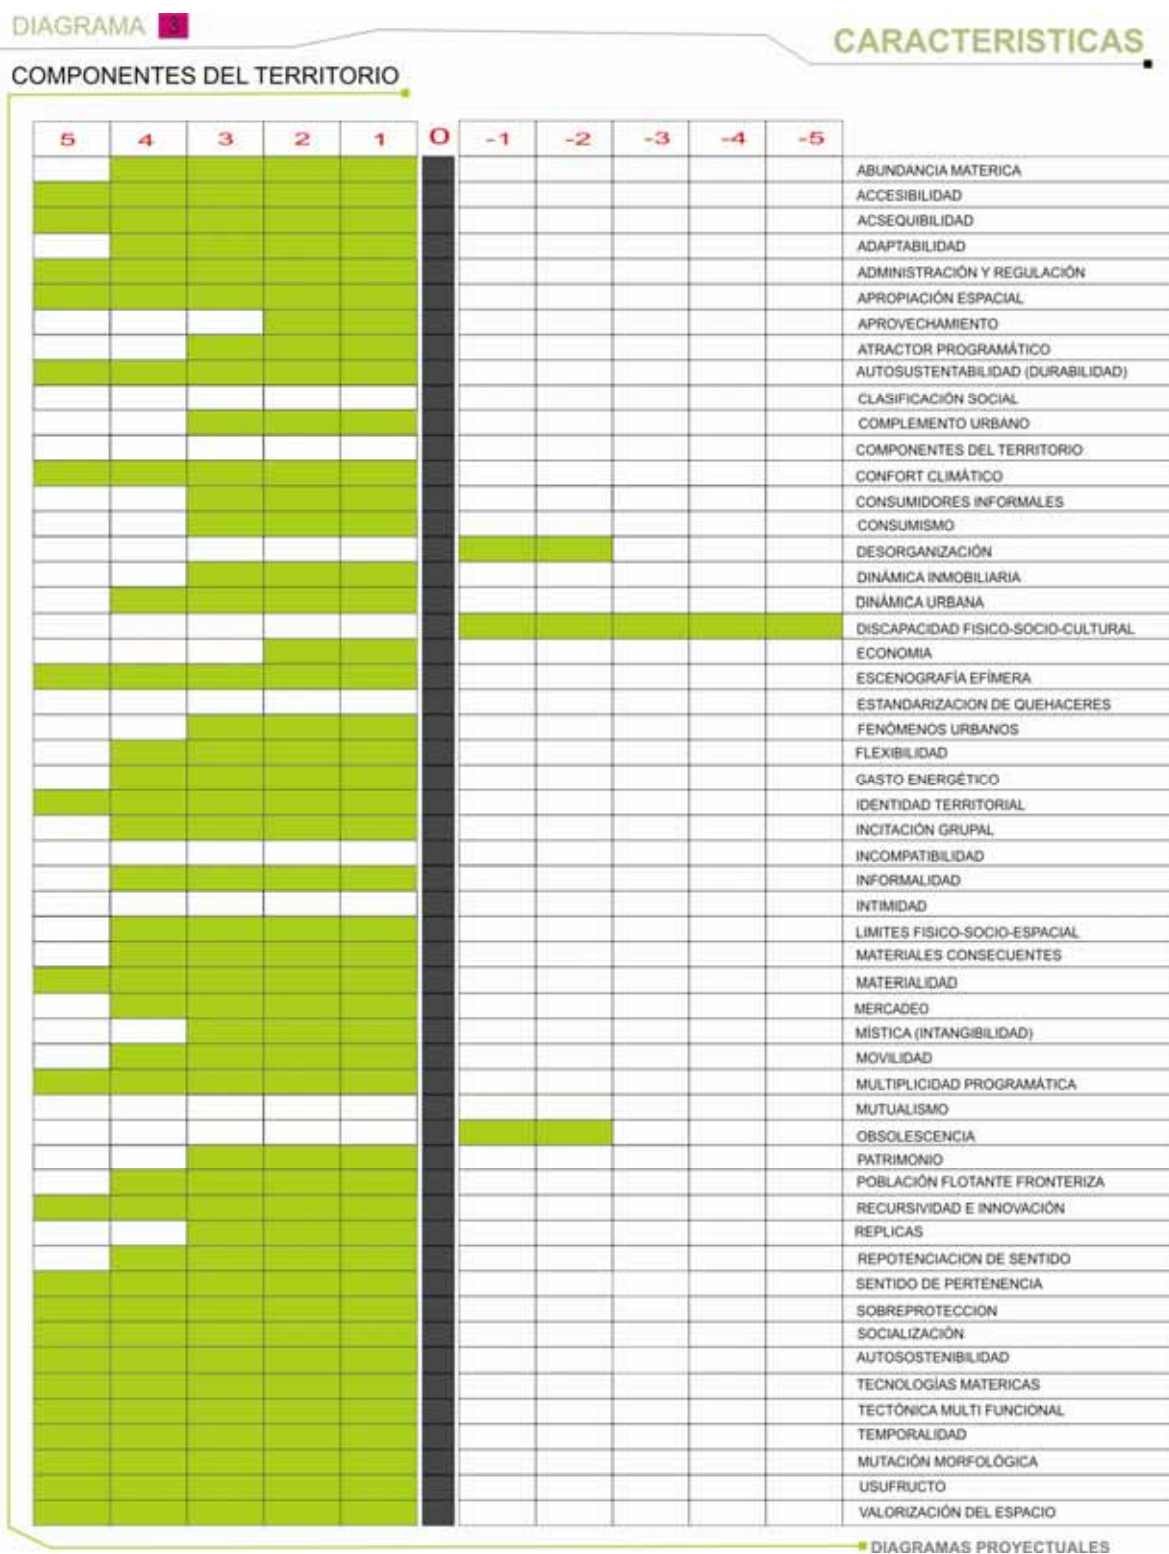 DIAGRAMA 3
CARACTERISTICAS
COMPONENTES DEL TERRITORIO
5 4 3 2 1 0 -1 -2 -3 -4 -5
ABUNDANCIA MATERICA
ACCESIBILIDAD
ACSEQUIBILIDAD
ADAPTABILIDAD
ADMINISTRACIÓN Y REGULACIÓN
APROPIACIÓN ESPACIAL
APROVECHAMIENTO
ATRACTOR PROGRAMÁTICO
AUTOSUSTENTABILIDAD (DURABILIDAD)
CLASIFICACIÓN SOCIAL
COMPLEMENTO URBANO
COMPONENTES DEL TERRITORIO
CONFORT CLIMÁTICO
CONSUMIDORES INFORMALES
CONSUMISMO
DESORGANIZACIÓN
DINÁMICA INMOBILIARIA
DINÁMICA URBANA
DISCAPACIDAD FISICO-SOCIO-CULTURAL
ECONOMIA
ESCENOGRAFÍA EFÍMERA
ESTANDARIZACION DE QUEHACERES
FENÓMENOS URBANOS
FLEXIBILIDAD
GASTO ENERGÉTICO
IDENTIDAD TERRITORIAL
INCITACIÓN GRUPAL
INCOMPATIBILIDAD
INFORMALIDAD
INTIMIDAD
LIMITES FISICO-SOCIO-ESPACIAL
MATERIALES CONSECUENTES
MATERIALIDAD
MERCADEO
MÍSTICA (INTANGIBILIDAD)
MOVILIDAD
MULTIPLICIDAD PROGRAMÁTICA
MUTUALISMO
OBSOLESCENCIA
PATRIMONIO
POBLACIÓN FLOTANTE FRONTERIZA
RECURSIVIDAD E INNOVACIÓN
REPLICAS
REPOTENCIACION DE SENTIDO
SENTIDO DE PERTENENCIA
SOBREPROTECCION
SOCIALIZACIÓN
AUTOSOSTENIBILIDAD
TECNOLOGÍAS MATERICAS
TECTÓNICA MULTI FUNCIONAL
TEMPORALIDAD
MUTACIÓN MORFOLÓGICA
USUFRUCTO
VALORIZACIÓN DEL ESPACIO
DIAGRAMAS PROYECTUALES